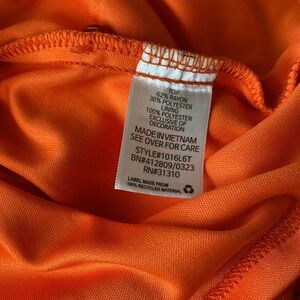 TOP
62% RAYON
38% POLYESTER
LINING
100% POLYESTER
EXCLUSIVE OF
DECORATION
MADE IN VIETNAM
SEE OVER FOR CARE
STYLE#1016L6T
BN#412809/0323
RN#31310
LABEL MADE FROM
100% RECYCLED MATERIAL